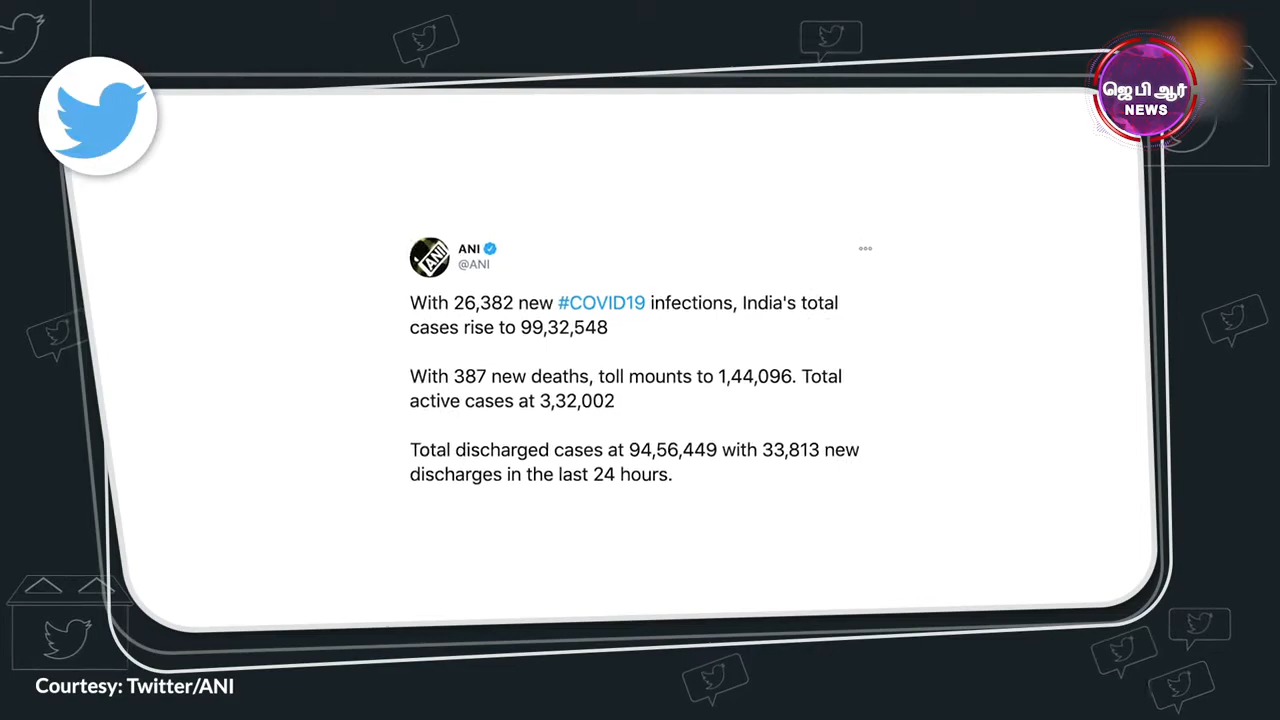 ஜெ பி ஆர்
NEWS
ANI
@ANI
With 26,382 new #COVID19 infections, India's total
cases rise to 99,32,548
With 387 new deaths, toll mounts to 1,44,096. Total
active cases at 3,32,002
Total discharged cases at 94,56,449 with 33,813 new
discharges in the last 24 hours.
Courtesy: Twitter/ANI